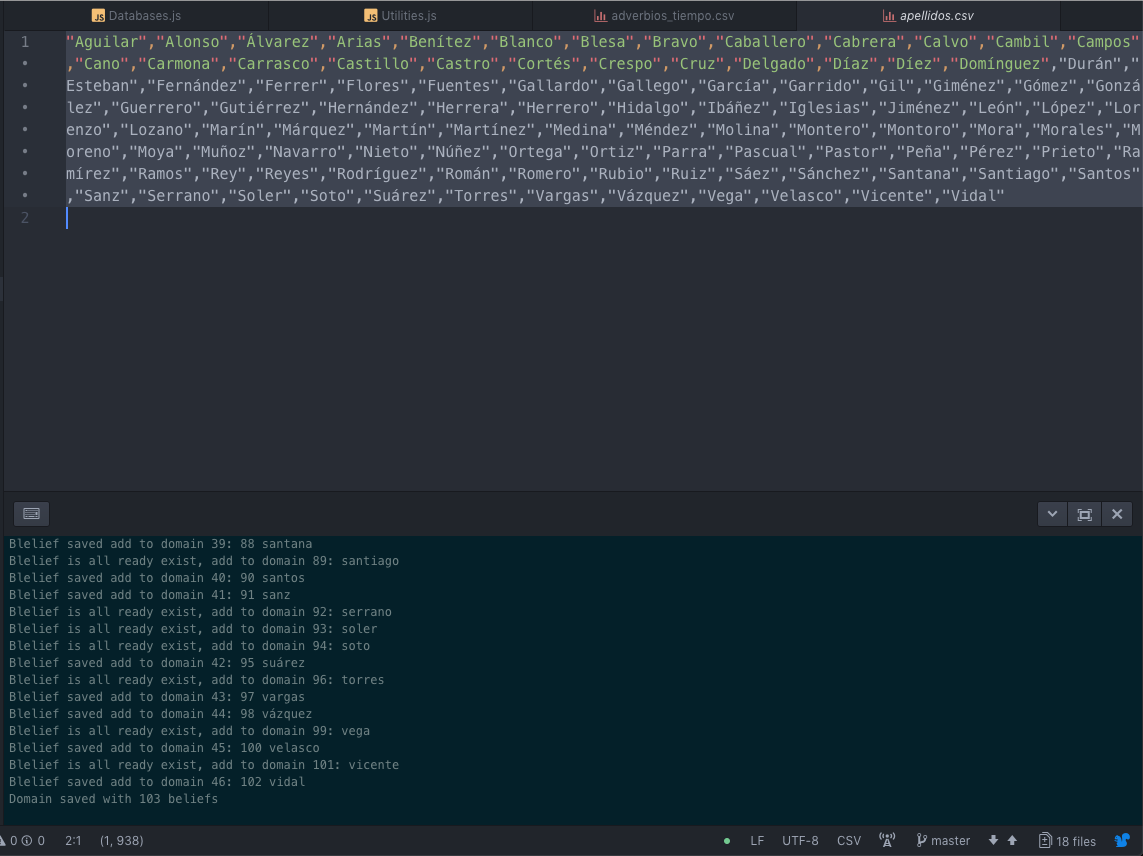 Databases.js
Utilities.js
adverbios_tiempo.csv
apellidos.csv
1
"Aguilar","Alonso","Álvarez","Arias","Benítez","Blanco","Blesa","Bravo","Caballero","Cabrera","Calvo","Cambil","Campos"
,"Cano","Carmona","Carrasco","Castillo","Castro","Cortés","Crespo","Cruz","Delgado","Díaz","Díez","Domínguez","Durán","
Esteban","Fernández","Ferrer","Flores","Fuentes","Gallardo","Gallego","García","Garrido","Gil","Giménez","Gómez","Gonzá
lez","Guerrero","Gutiérrez","Hernández","Herrera","Herrero","Hidalgo","Ibáñez","Iglesias","Jiménez","León","López","Lor
enzo","Lozano","Marín","Márquez","Martín","Martínez","Medina","Méndez","Molina","Montero","Montoro","Mora","Morales","M
oreno","Moya","Muñoz","Navarro","Nieto","Núñez","Ortega","Ortiz","Parra","Pascual","Pastor","Peña","Pérez","Prieto","Ra
mírez","Ramos","Rey","Reyes","Rodríguez","Román","Romero","Rubio","Ruiz","Sáez","Sánchez","Santana","Santiago","Santos"
,"Sanz","Serrano","Soler","Soto","Suárez","Torres","Vargas","Vázquez","Vega","Velasco","Vicente","Vidal"
2
Blelief saved add to domain 39: 88 santana
Blelief is all ready exist, add to domain 89: santiago
Blelief saved add to domain 40: 90 santos
Blelief saved add to domain 41: 91 sanz
Blelief is all ready exist, add to domain 92: serrano
Blelief is all ready exist, add to domain 93: soler
Blelief is all ready exist, add to domain 94: soto
Blelief saved add to domain 42: 95 suárez
Blelief is all ready exist, add to domain 96: torres
Blelief saved add to domain 43: 97 vargas
Blelief saved add to domain 44: 98 vázquez
Blelief is all ready exist, add to domain 99: vega
Blelief saved add to domain 45: 100 velasco
Blelief is all ready exist, add to domain 101: vicente
Blelief saved add to domain 46: 102 vidal
Domain saved with 103 beliefs
0 0 2:1 (1, 938) LF UTF-8 CSV master 18 files